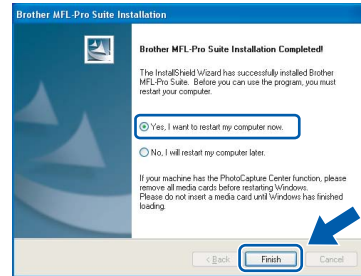 Brother MFL-Pro Suite Installation
Brother MFL-Pro Suite Installation Completed!
The InstallShield Wizard has successfully installed Brother
MFL-Pro Suite. Before you can use the program, you must
restart your computer.
Yes, I want to restart my computer now.
No, I will restart my computer later.
If your machine has the PhotoCapture Center function, please
remove all media cards before restarting Windows.
Please do not insert a media card until Windows has finished
loading.
< Back
Finish
Cancel